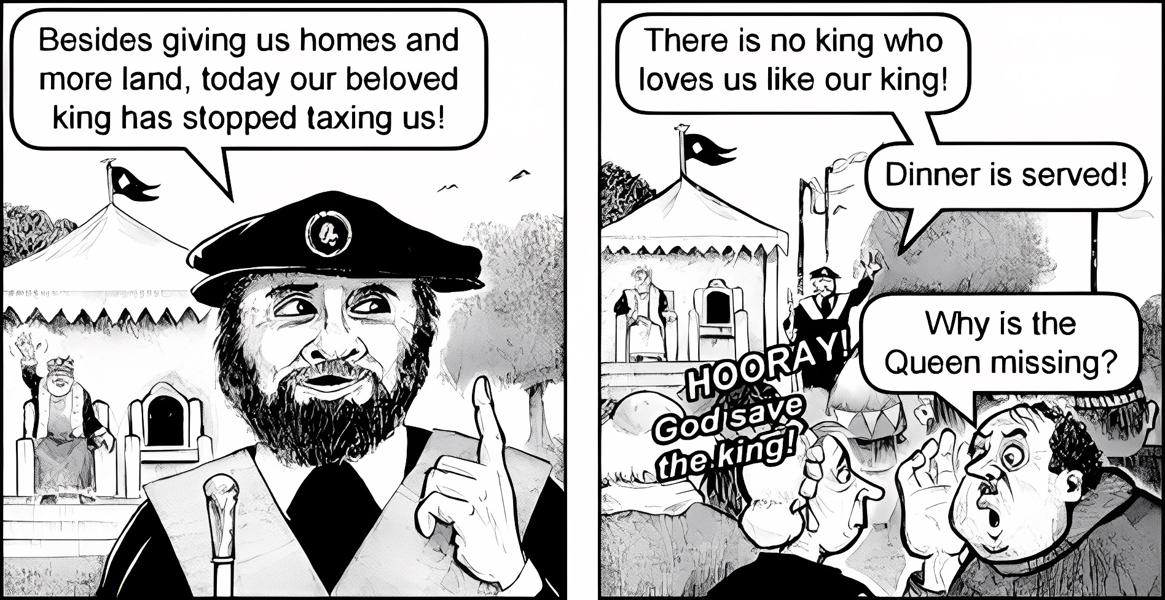 Besides giving us homes and
more land, today our beloved
king has stopped taxing us!
There is no king who
loves us like our king!
Dinner is served!
Why is the
Queen missing?
HOORAY!
God save
the king!